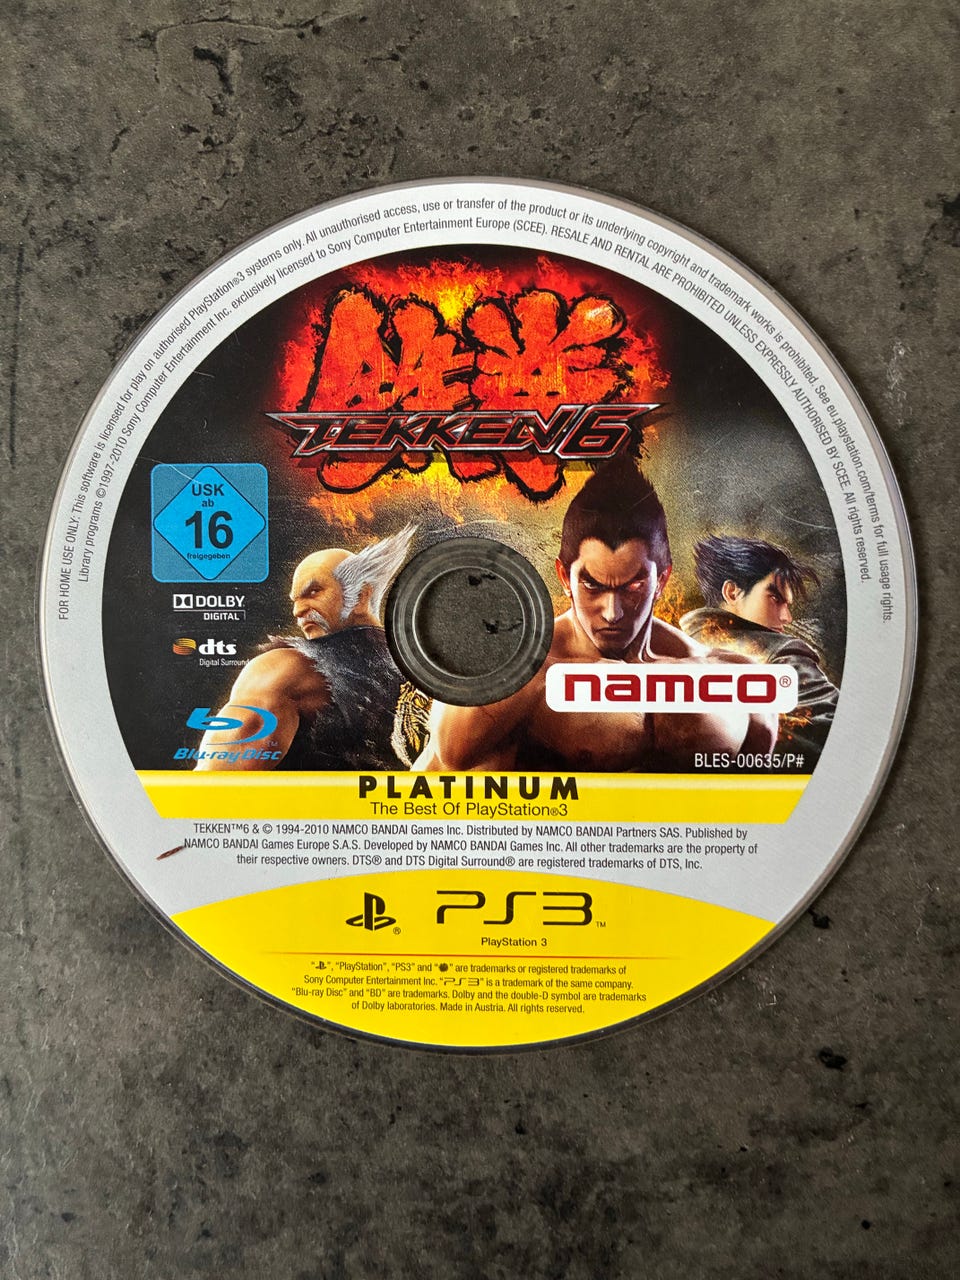 FOR HOME USE ONLY: This software is licensed for play on authorised PlayStation®3 systems only. All unauthorised access, use or transfer of the product or its underlying copyright and trademark works is prohibited. See eu.playstation.com/terms for full usage rights.
Library programs ©1997-2010 Sony Computer Entertainment Inc. exclusively licensed to Sony Computer Entertainment Europe (SCEE). RESALE AND RENTAL ARE PROHIBITED UNLESS EXPRESSLY AUTHORISED BY SCEE. All rights reserved.
鉄拳
TEKKEN 6
USK
ab
16
freigegeben
DOLBY
DIGITAL
dts™
Digital Surround
Blu-ray Disc™
namco®
BLES-00635/P#
PLATINUM
The Best Of PlayStation®3
TEKKEN™6 & © 1994-2010 NAMCO BANDAI Games Inc. Distributed by NAMCO BANDAI Partners SAS. Published by
NAMCO BANDAI Games Europe S.A.S. Developed by NAMCO BANDAI Games Inc. All other trademarks are the property of
their respective owners. DTS® and DTS Digital Surround® are registered trademarks of DTS, Inc.
® PS3™
PlayStation 3
“ ”, “PlayStation”, “PS3” and “ ” are trademarks or registered trademarks of
Sony Computer Entertainment Inc. “PS3” is a trademark of the same company.
“Blu-ray Disc” and “BD” are trademarks. Dolby and the double-D symbol are trademarks
of Dolby laboratories. Made in Austria. All rights reserved.